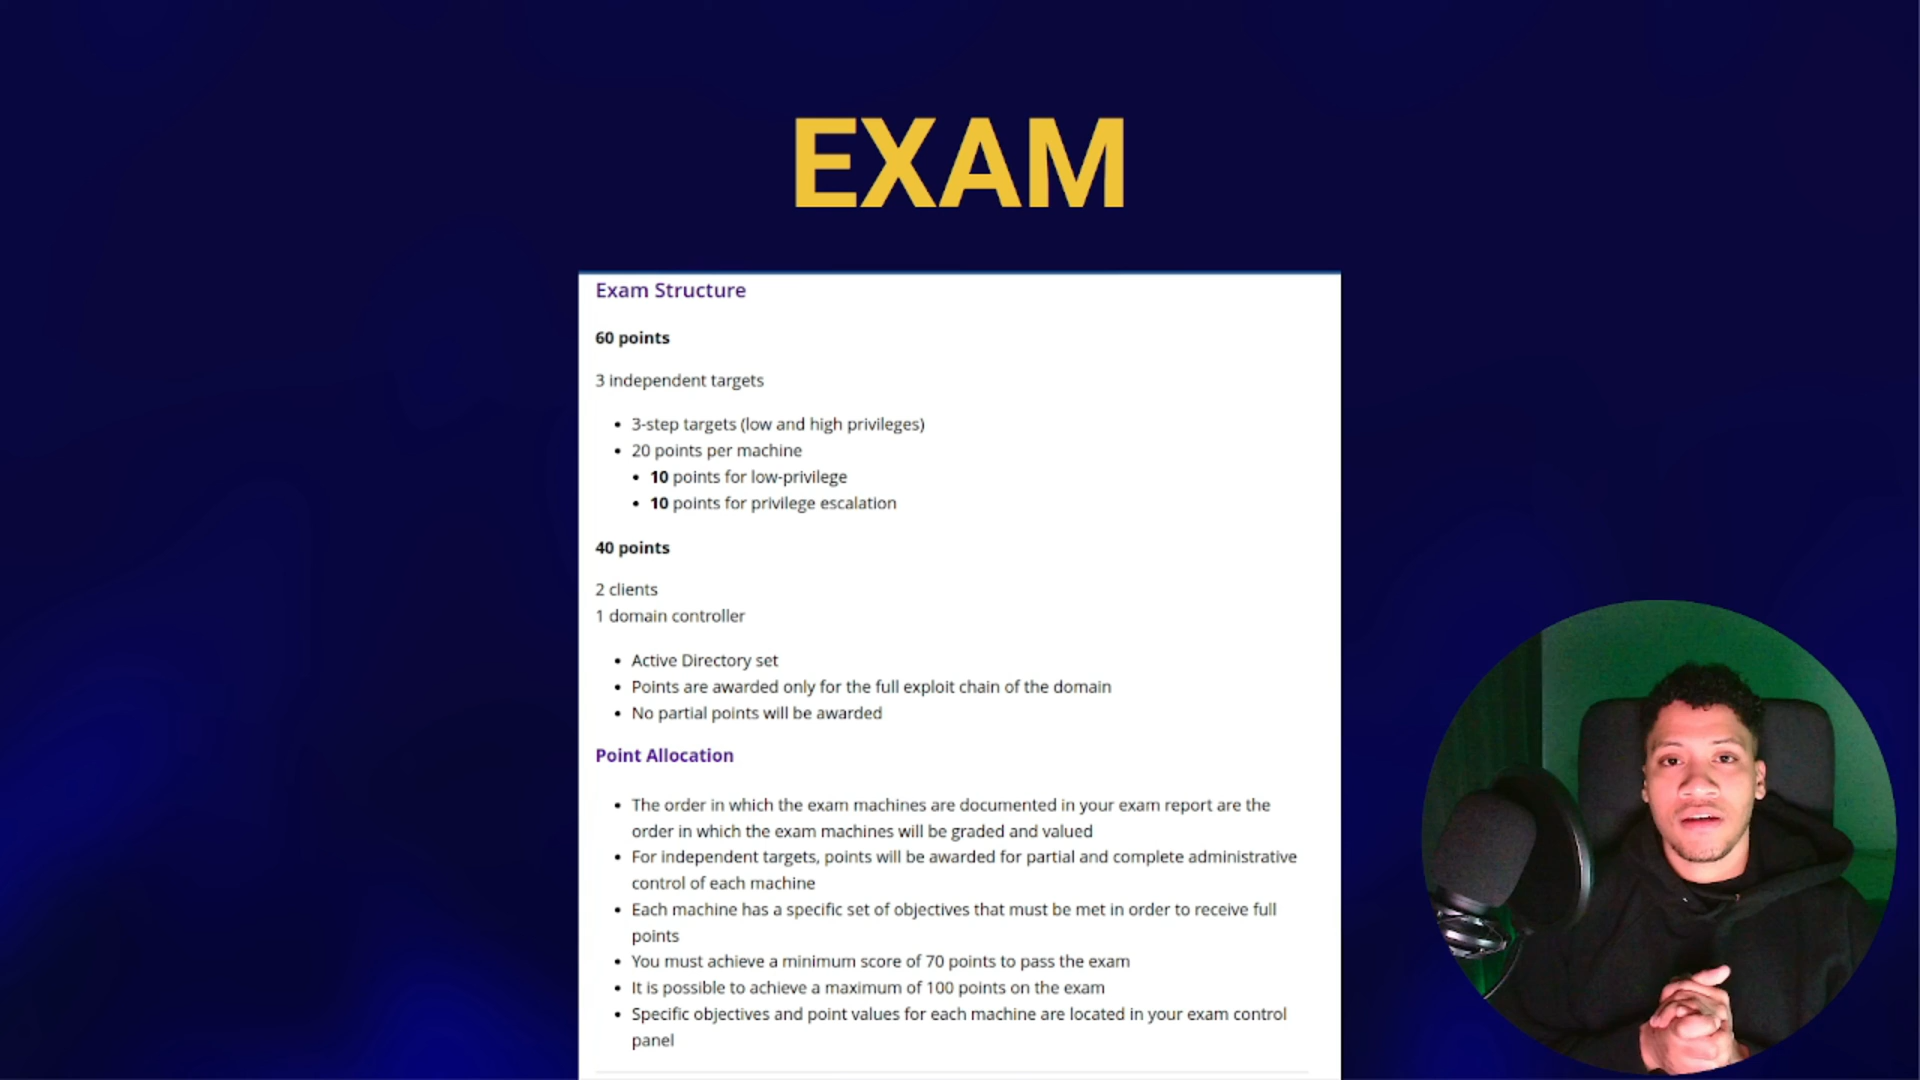 EXAM
Exam Structure
60 points
3 independent targets
• 3-step targets (low and high privileges)
• 20 points per machine
• 10 points for low-privilege
• 10 points for privilege escalation
40 points
2 clients
1 domain controller
• Active Directory set
• Points are awarded only for the full exploit chain of the domain
• No partial points will be awarded
Point Allocation
• The order in which the exam machines are documented in your exam report are the
order in which the exam machines will be graded and valued
• For independent targets, points will be awarded for partial and complete administrative
control of each machine
• Each machine has a specific set of objectives that must be met in order to receive full
points
• You must achieve a minimum score of 70 points to pass the exam
• It is possible to achieve a maximum of 100 points on the exam
• Specific objectives and point values for each machine are located in your exam control
panel